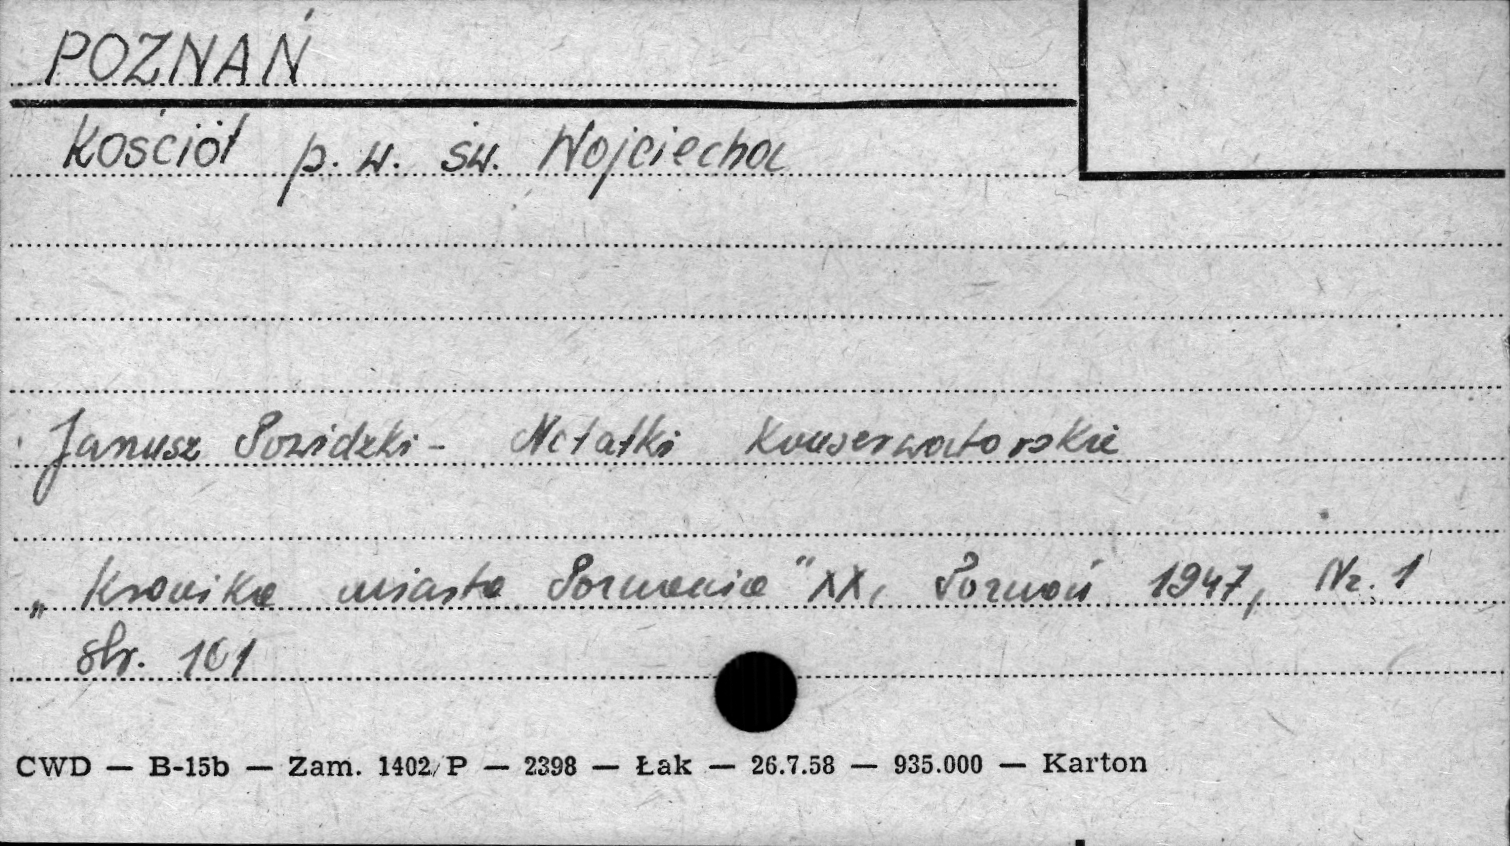 POZNAŃ
Kościół p.w. św. Wojciecha
Janusz Powidzki - Notatki konserwatorskie
„Kronika miasta Poznania" XX, Poznań 1947, Nr. 1
str. 101
CWD — B-15b — Zam. 1402/P — 2398 — Łak — 26.7.58 — 935.000 — Karton